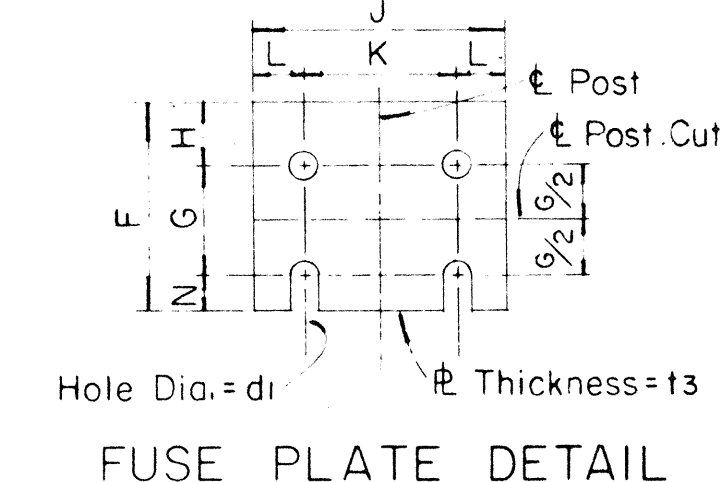 J
L K L
℄ Post
℄ Post Cut
H
F G
G/2
G/2
N
Hole Dia. = d1
℄ Thickness = t3
FUSE PLATE DETAIL